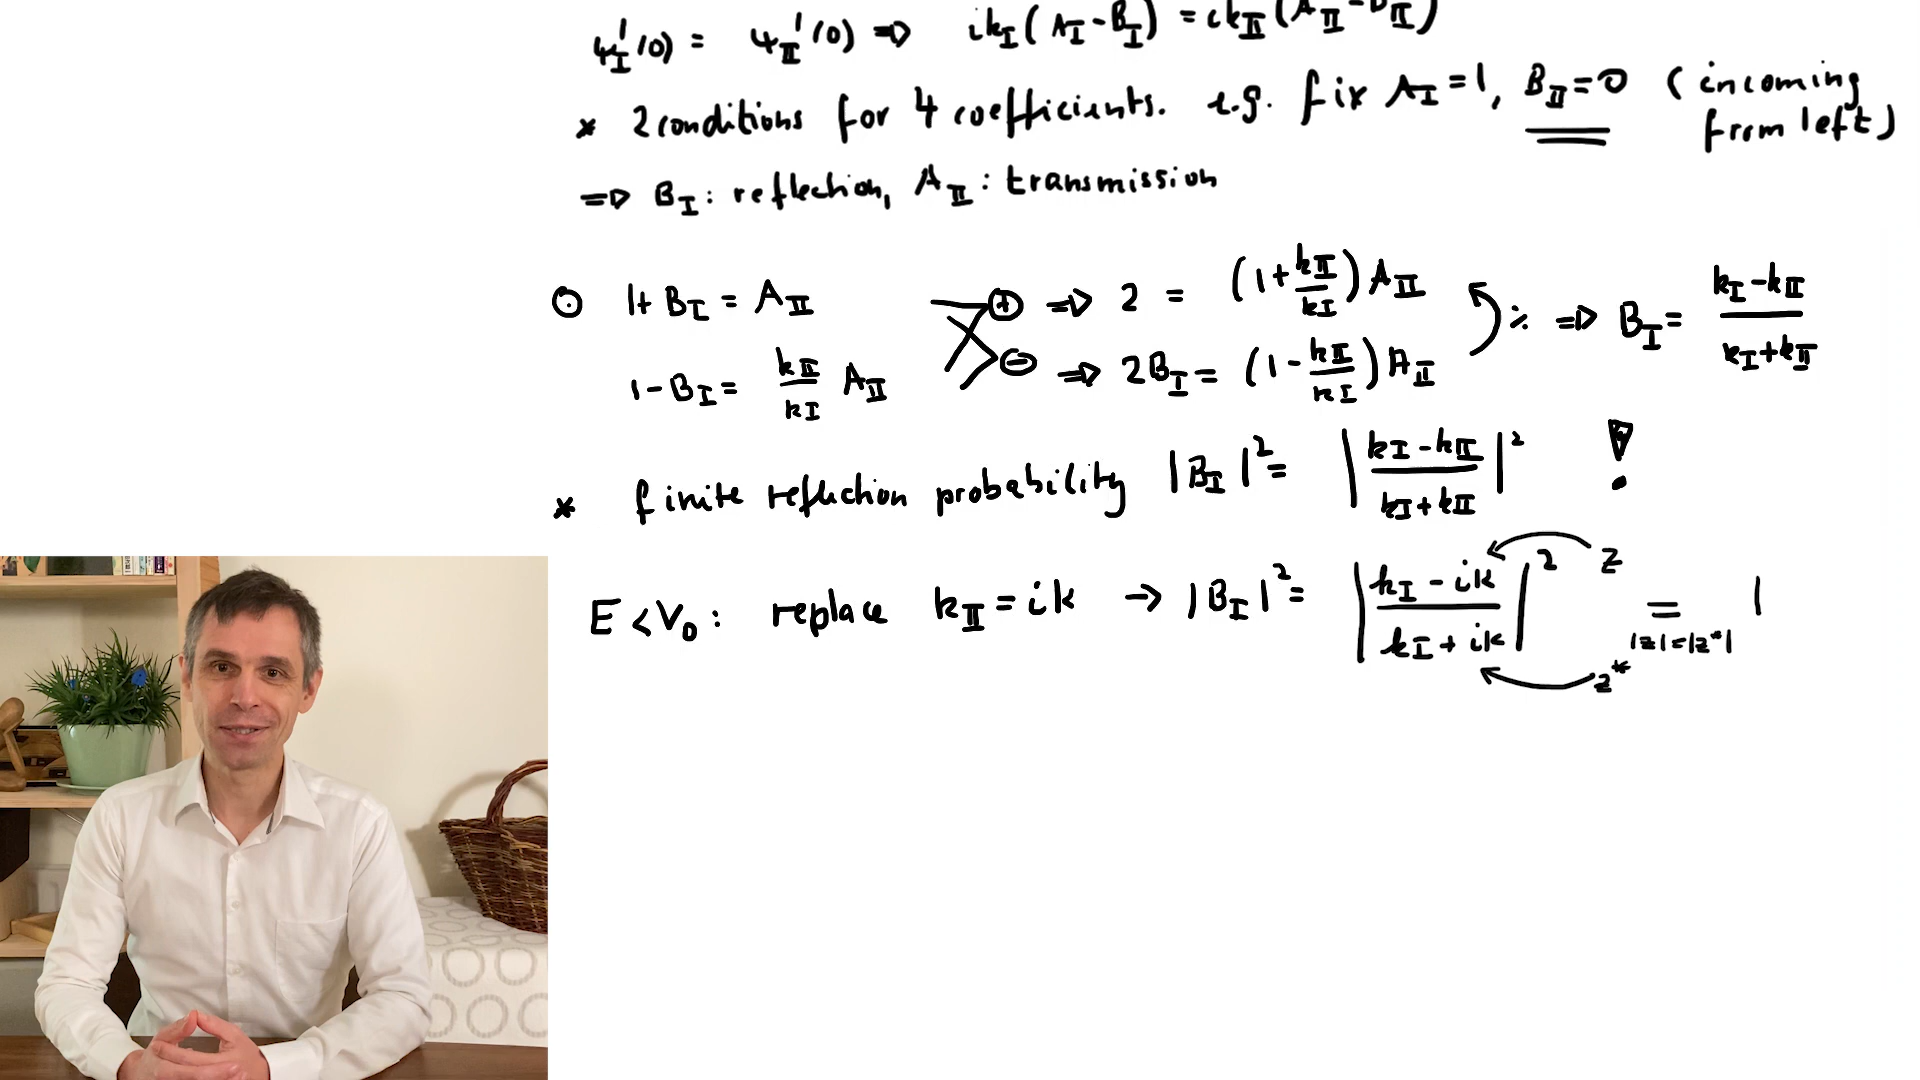 ψ_I'(0) = ψ_II'(0) ⇒ ik_I(A_I-B_I) = ik_II(A_II-B_II)
* 2 conditions for 4 coefficients. e.g. fix A_I=1, B_II=0 (incoming
from left)
⇒ B_I: reflection, A_II: transmission
⊙ 1+B_I = A_II ⊕ ⇒ 2 = (1+k_II/k_I)A_II
1-B_I = k_II/k_I A_II ⊖ ⇒ 2B_I = (1-k_II/k_I)A_II ⁒ ⇒ B_I = (k_I-k_II)/(k_I+k_II)
* finite reflection probability |B_I|² = |(k_I-k_II)/(k_I+k_II)|² !
E<V_0: replace k_II=ik → |B_I|² = |(k_I-ik)/(k_I+ik)|² = 1
z
|z|=|z*|
z*